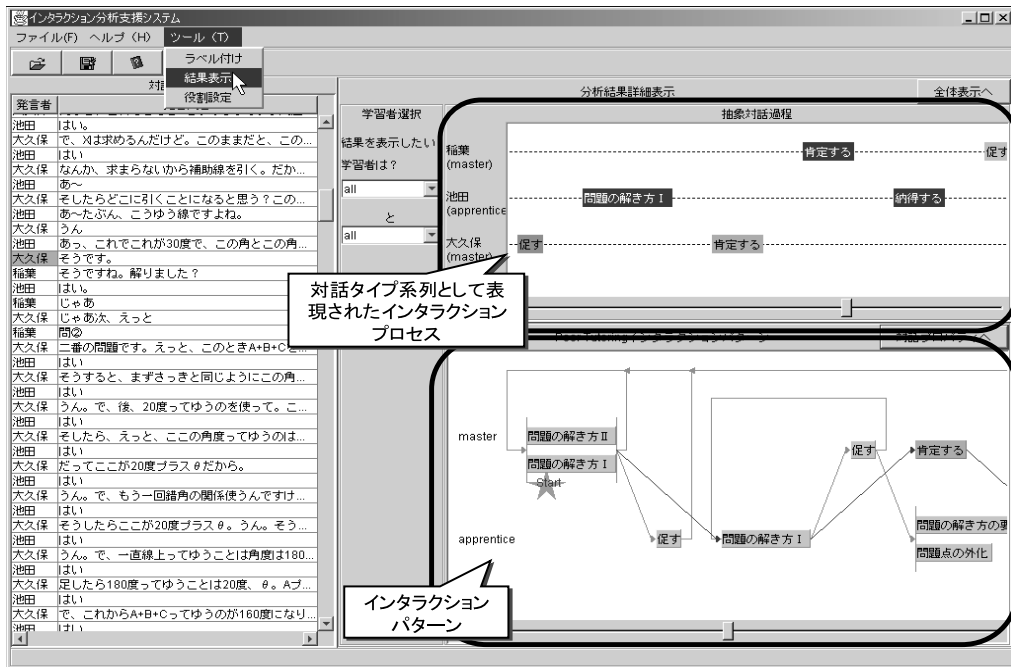 インタラクション分析支援システム
ファイル(F) ヘルプ (H) ツール (T)
ラベル付け
結果表示
役割設定
発言者
池田 はい。
大久保 で、Xは求めるんだけど。このままだと、この...
池田 はい
大久保 なんか、求まらないから補助線を引く。だか...
池田 あ〜
大久保 そしたらどこに引くことになると思う？この...
池田 あ〜たぶん、こうゆう線ですよね。
大久保 うん
池田 あっ、これでこれが30度で、この角とこの角...
大久保 そうです。
稲葉 そうですね。解りました？
池田 はい。
稲葉 じゃあ
大久保 じゃあ次、えっと
稲葉 問②
大久保 二番の問題です。えっと、このときA+B+Cを...
池田 はい
大久保 そうすると、まずさっきと同じようにこの角...
池田 はい
大久保 うん。で、後、20度ってゆうのを使って。こ...
池田 はい
大久保 そしたら、えっと、ここの角度ってゆうのは...
池田 はい
大久保 だってここが20度プラスθだから。
池田 はい
大久保 うん。で、もう一回錯角の関係使うんですけ...
池田 はい
大久保 そうしたらここが20度プラスθ。うん。そう...
池田 はい
大久保 うん。で、一直線上ってゆうことは角度は180...
池田 はい
大久保 足したら180度ってゆうことは20度、θ。Aプ...
池田 はい
大久保 で、これからA+B+Cってゆうのが160度になり...
池田 はい
分析結果詳細表示 全体表示へ
学習者選択
結果を表示したい
学習者は？
all
と
all
抽象対話過程
稲葉
(master)
肯定する 促す
池田
(apprentice
問題の解き方Ⅰ 納得する
大久保
(master)
促す 肯定する
対話タイプ系列として表
現されたインタラクション
プロセス
master
問題の解き方Ⅱ
問題の解き方Ⅰ
Start
促す 肯定する
apprentice
促す 問題の解き方Ⅰ
問題の解き方の要
問題点の外化
インタラクション
パターン